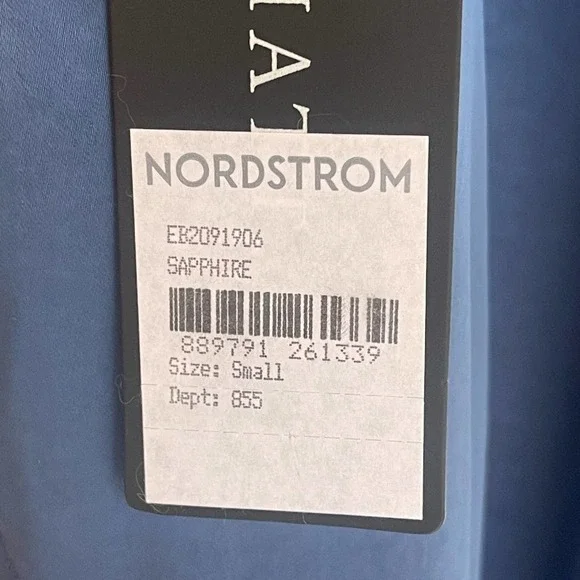 NORDSTROM
EB2091906
SAPPHIRE
889791 261339
Size: Small
Dept: 855